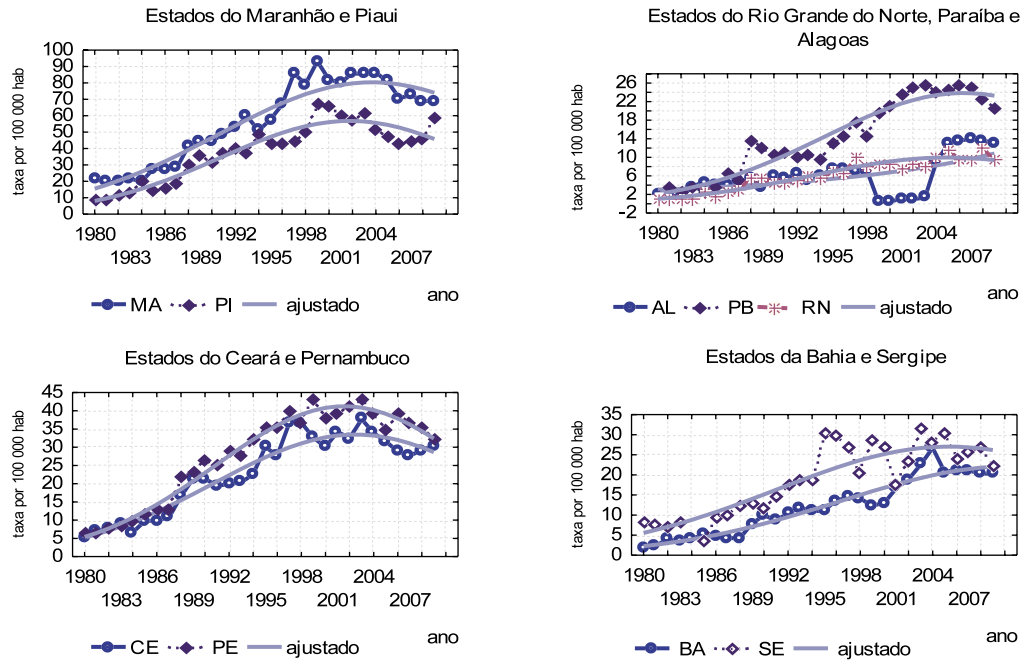 Estados do Maranhão e Piaui
taxa por 100 000 hab
100
90
80
70
60
50
40
30
20
10
0
1980 1986 1992 1998 2004
1983 1989 1995 2001 2007
ano
MA PI ajustado
Estados do Rio Grande do Norte, Paraíba e
Alagoas
taxa por 100 000 hab
26
22
18
14
10
6
2
-2
1980 1986 1992 1998 2004
1983 1989 1995 2001 2007
ano
AL PB RN ajustado
Estados do Ceará e Pernambuco
taxa por 100 000 hab
45
40
35
30
25
20
15
10
5
0
1980 1986 1992 1998 2004
1983 1989 1995 2001 2007
ano
CE PE ajustado
Estados da Bahia e Sergipe
taxa por 100 000 hab
35
30
25
20
15
10
5
0
1980 1986 1992 1998 2004
1983 1989 1995 2001 2007
ano
BA SE ajustado